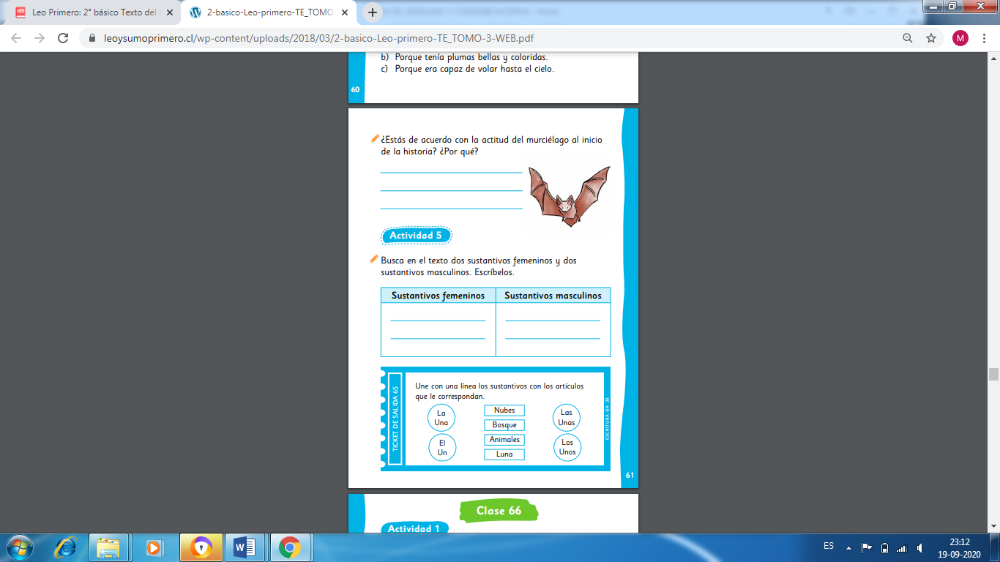 Leo Primero: 2° básico Texto del
2-basico-Leo-primero-TE_TOMO-
leoysumoprimero.cl/wp-content/uploads/2018/03/2-basico-Leo-primero-TE_TOMO-3-WEB.pdf
M
b) Porque tenía plumas bellas y coloridas.
c) Porque era capaz de volar hasta el cielo.
60
¿Estás de acuerdo con la actitud del murciélago al inicio
de la historia? ¿Por qué?
Actividad 5
Busca en el texto dos sustantivos femeninos y dos
sustantivos masculinos. Escríbelos.
Sustantivos femeninos
Sustantivos masculinos
TICKET DE SALIDA 65
Une con una línea los sustantivos con los artículos
que le correspondan.
La
Una
El
Un
Nubes
Bosque
Animales
Luna
Las
Unas
Los
Unos
ESCRITURA OA 20
61
Clase 66
Actividad 1
ES
23:12
19-09-2020